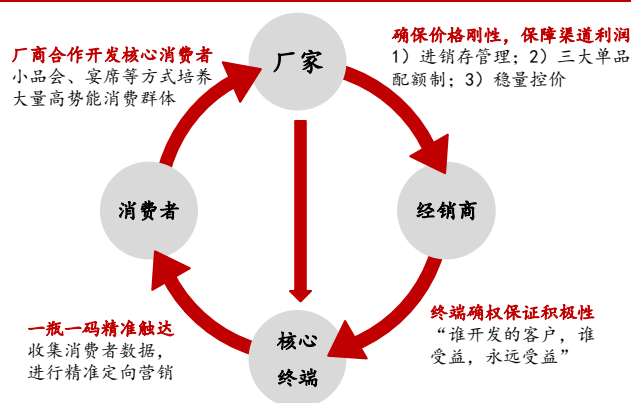 厂家
确保价格刚性，保障渠道利润
1）进销存管理；2）三大单品
配额制；3）稳量控价
经销商
终端确权保证积极性
“谁开发的客户，谁
受益，永远受益”
核心
终端
一瓶一码精准触达
收集消费者数据，
进行精准定向营销
消费者
厂商合作开发核心消费者
小品会、宴席等方式培养
大量高势能消费群体